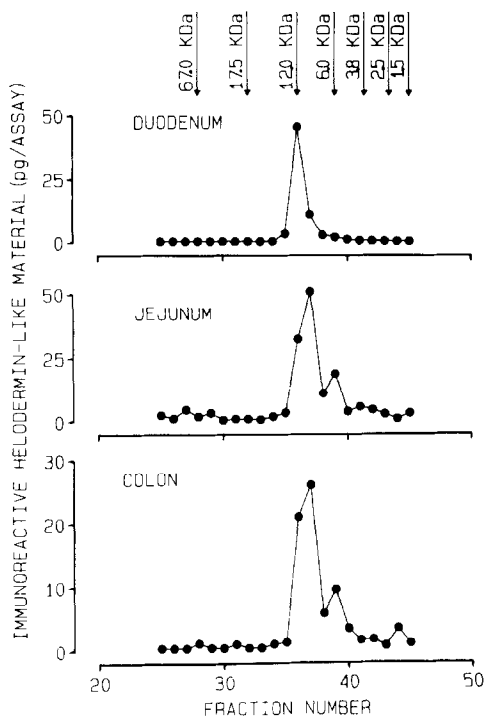 67.0 KDa
17.5 KDa
12.0 KDa
6.0 KDa
3.8 KDa
2.5 KDa
1.5 KDa
IMMUNOREACTIVE HELODERMIN-LIKE MATERIAL (pg/ASSAY)
50
DUODENUM
25
0
50
JEJUNUM
25
0
30
COLON
20
10
0
20 30 40 50
FRACTION NUMBER